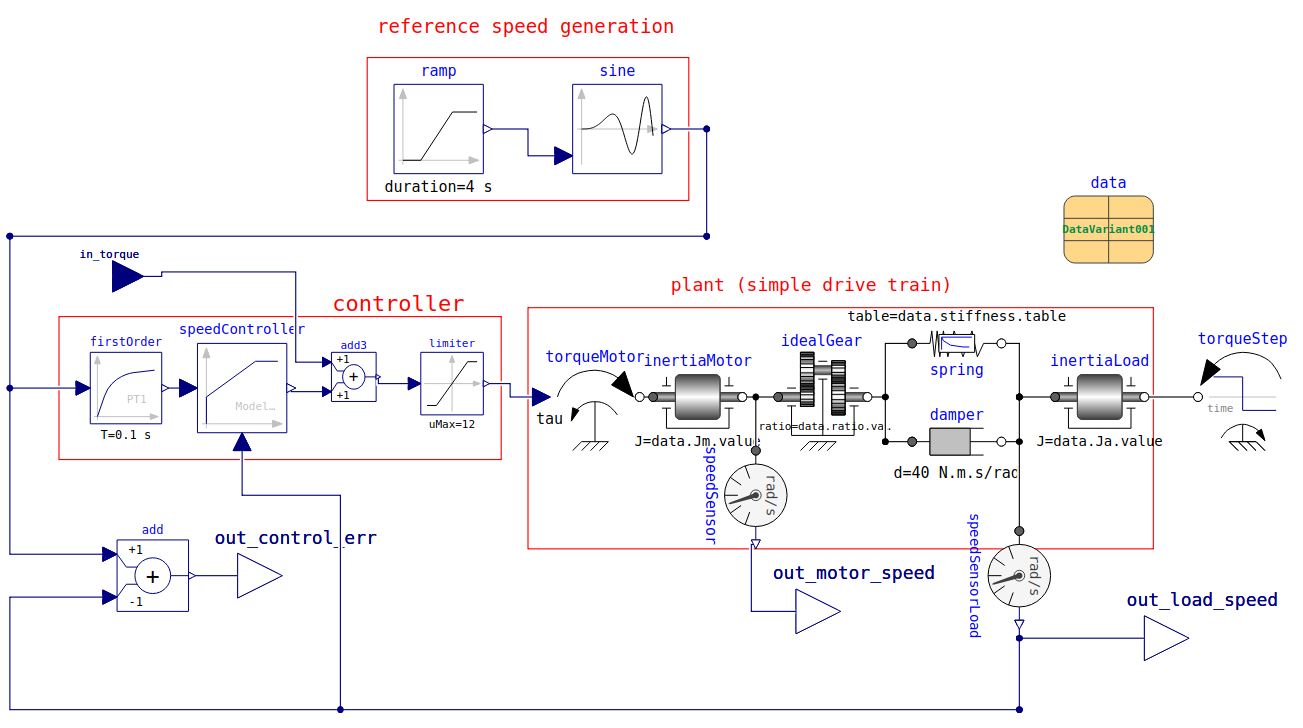 reference speed generation
ramp
sine
duration=4 s
data
DataVariant001
in_torque
controller
plant (simple drive train)
firstOrder
speedController
add3
limiter
PT1
T=0.1 s
Model…
+1
+
+1
uMax=12
torqueMotor
tau
inertiaMotor
J=data.Jm.value
idealGear
ratio=data.ratio.va.
table=data.stiffness.table
spring
damper
d=40 N.m.s/rad
inertiaLoad
J=data.Ja.value
torqueStep
time
speedSensor
rad/s
speedSensorLoad
rad/s
add
+1
+
-1
out_control_err
out_motor_speed
out_load_speed